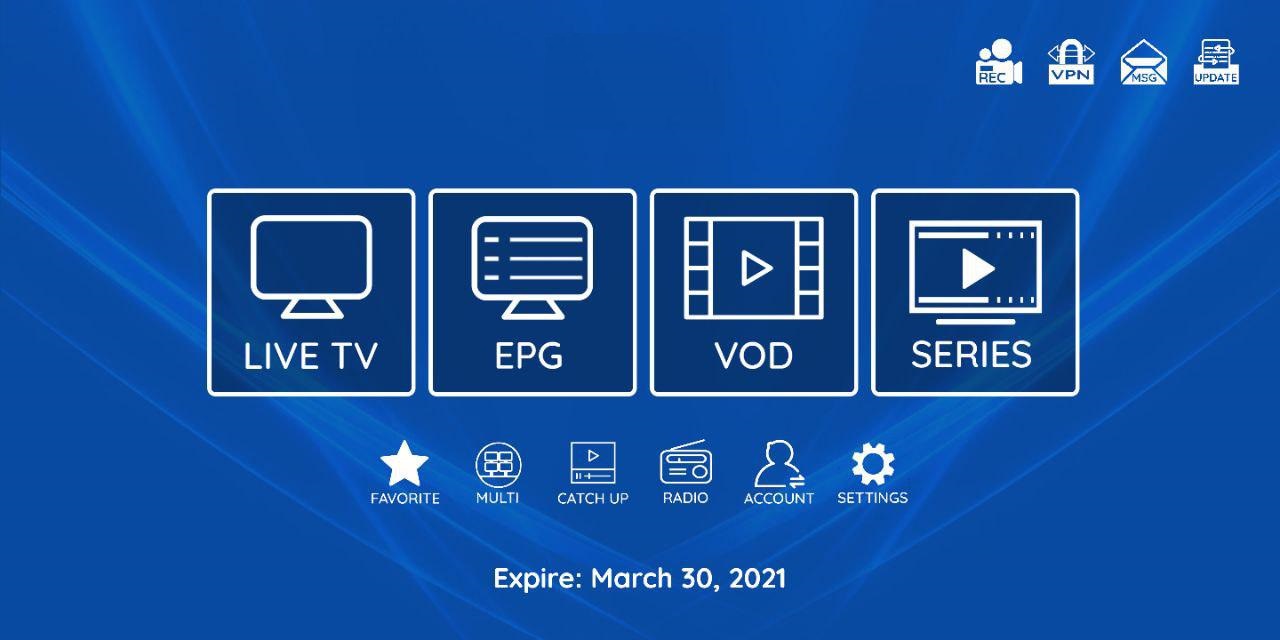 REC
VPN
MSG
UPDATE
LIVE TV
EPG
VOD
SERIES
FAVORITE
MULTI
CATCH UP
RADIO
ACCOUNT
SETTINGS
Expire: March 30, 2021